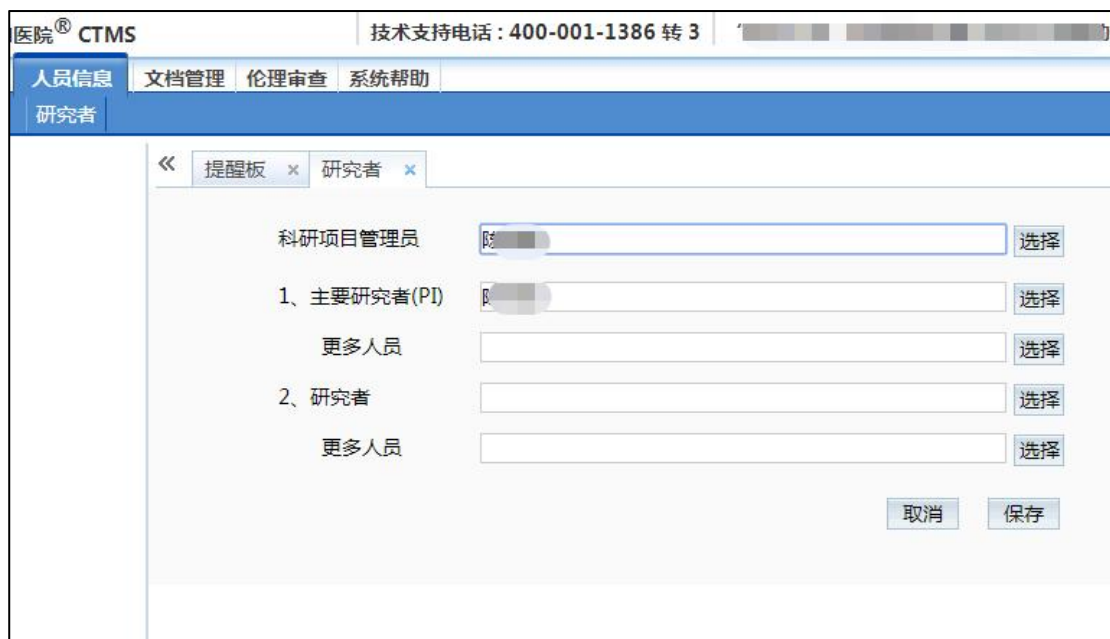 医院® CTMS 技术支持电话：400-001-1386 转 3
人员信息 文档管理 伦理审查 系统帮助
研究者
« 提醒板 × 研究者 ×
科研项目管理员 选择
1、主要研究者(PI) 选择
更多人员 选择
2、研究者 选择
更多人员 选择
取消 保存